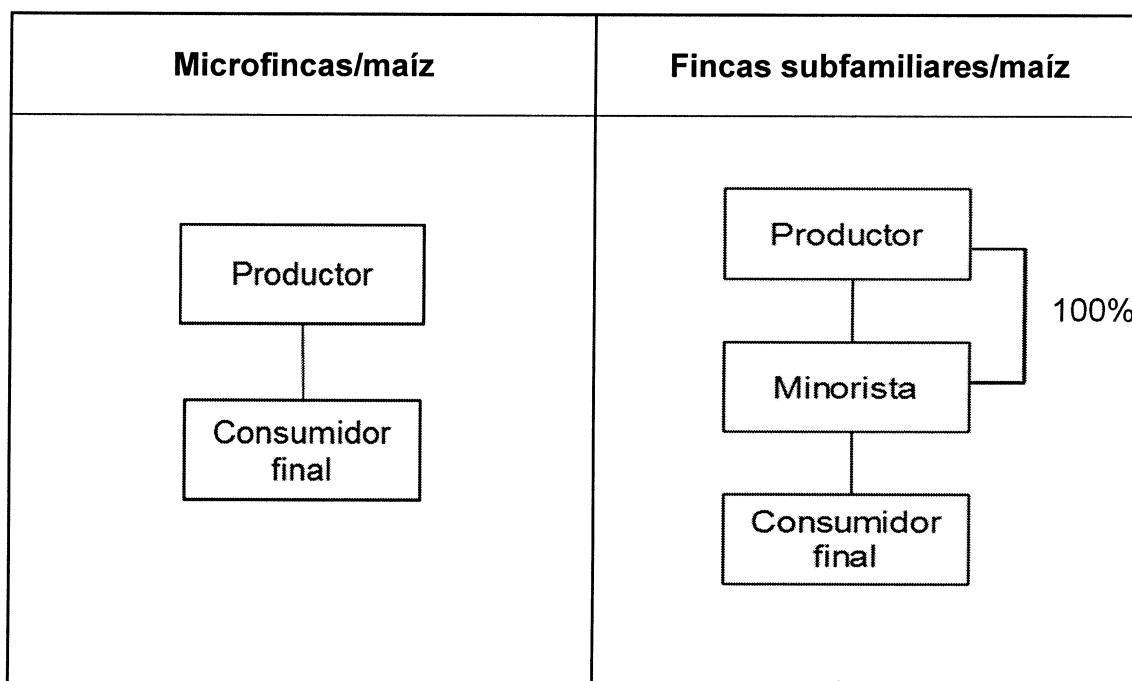 Microfincas/maíz
Fincas subfamiliares/maíz
Productor
Consumidor
final
Productor
100%
Minorista
Consumidor
final